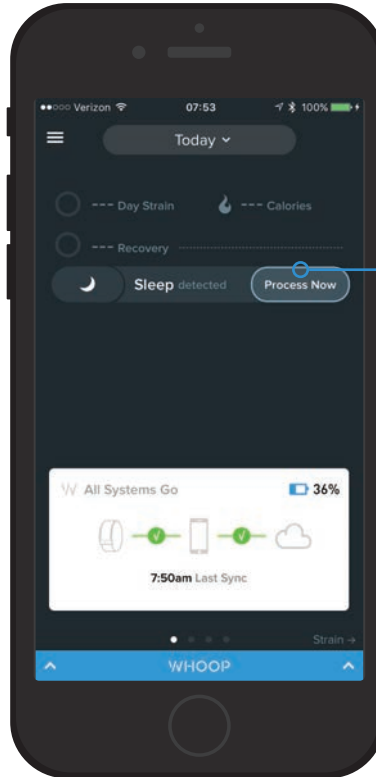 Verizon 07:53 100%
Today
--- Day Strain --- Calories
--- Recovery
Sleep detected Process Now
W All Systems Go 36%
7:50am Last Sync
Strain →
WHOOP